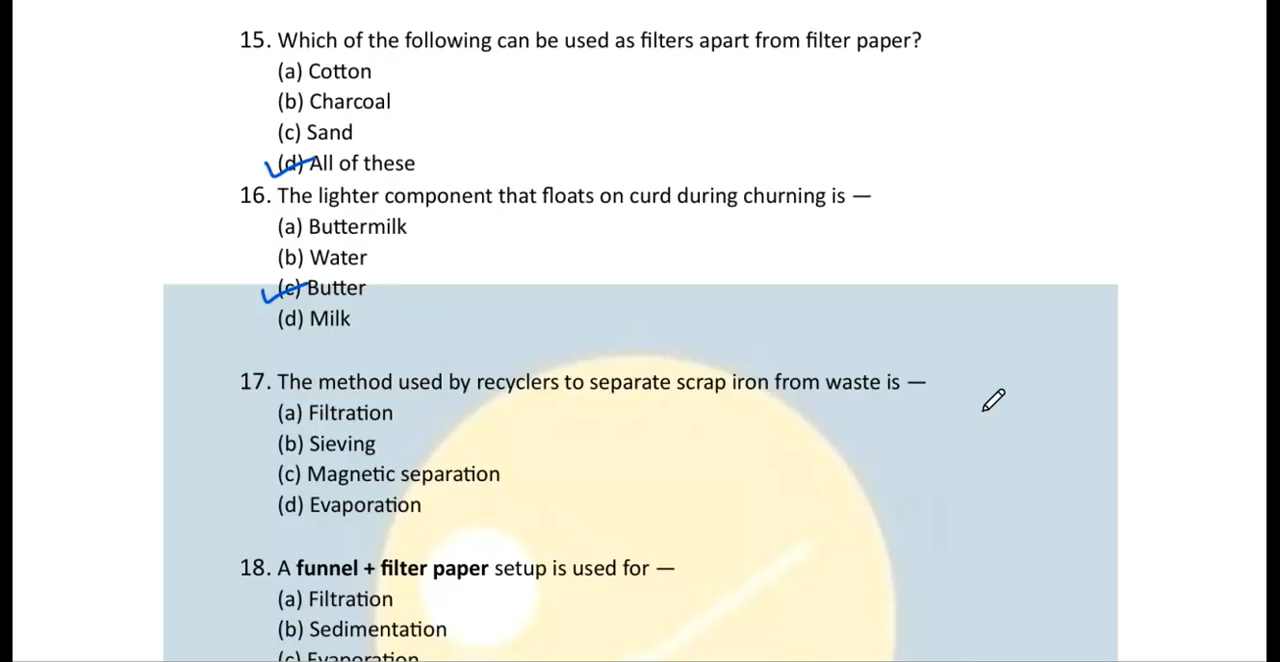 15. Which of the following can be used as filters apart from filter paper?
(a) Cotton
(b) Charcoal
(c) Sand
(d) All of these
16. The lighter component that floats on curd during churning is —
(a) Buttermilk
(b) Water
(c) Butter
(d) Milk
17. The method used by recyclers to separate scrap iron from waste is —
(a) Filtration
(b) Sieving
(c) Magnetic separation
(d) Evaporation
18. A funnel + filter paper setup is used for —
(a) Filtration
(b) Sedimentation
(c) Evaporation